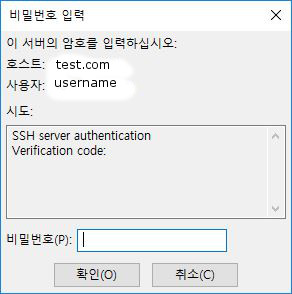 비밀번호 입력
이 서버의 암호를 입력하십시오:
호스트: test.com
사용자: username
시도:
SSH server authentication
Verification code:
비밀번호(P):
확인(O) 취소(C)